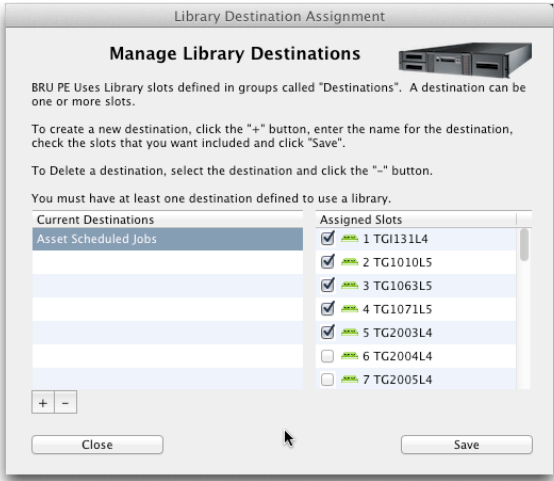 Library Destination Assignment
Manage Library Destinations
BRU PE Uses Library slots defined in groups called "Destinations". A destination can be
one or more slots.
To create a new destination, click the "+" button, enter the name for the destination,
check the slots that you want included and click "Save".
To Delete a destination, select the destination and click the "-" button.
You must have at least one destination defined to use a library.
Current Destinations
Asset Scheduled Jobs
Assigned Slots
1 TGI131L4
2 TG1010L5
3 TG1063L5
4 TG1071L5
5 TG2003L4
6 TG2004L4
7 TG2005L4
+ -
Close
Save